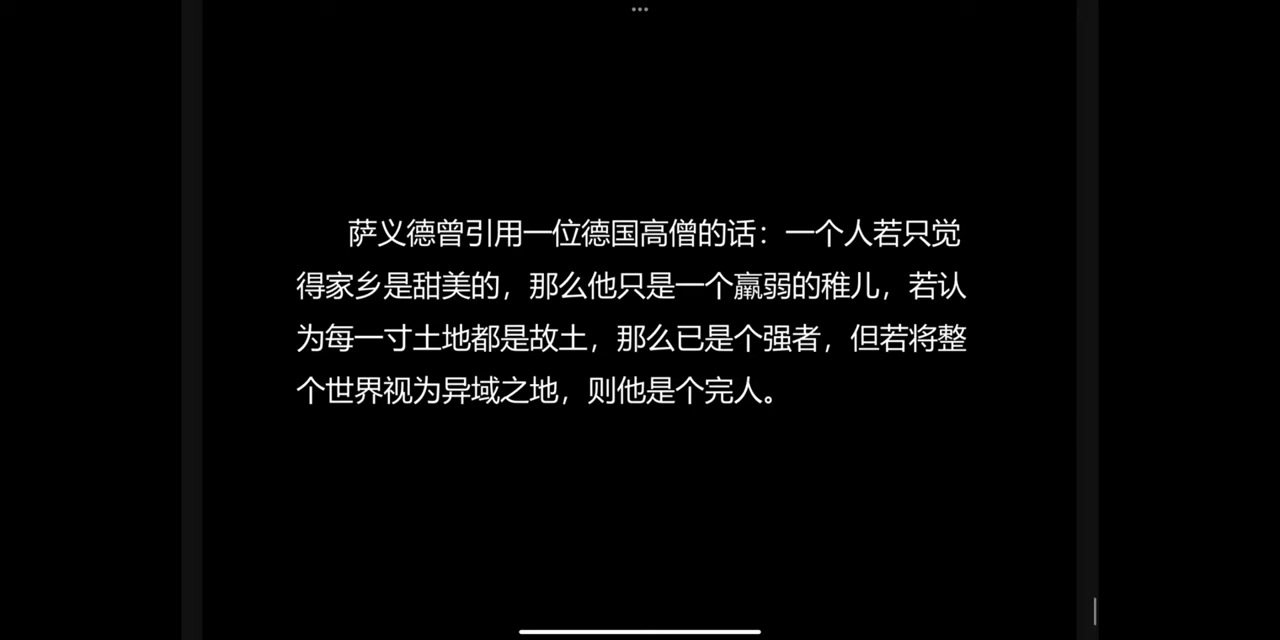 萨义德曾引用一位德国高僧的话：一个人若只觉
得家乡是甜美的，那么他只是一个羸弱的稚儿，若认
为每一寸土地都是故土，那么已是个强者，但若将整
个世界视为异域之地，则他是个完人。